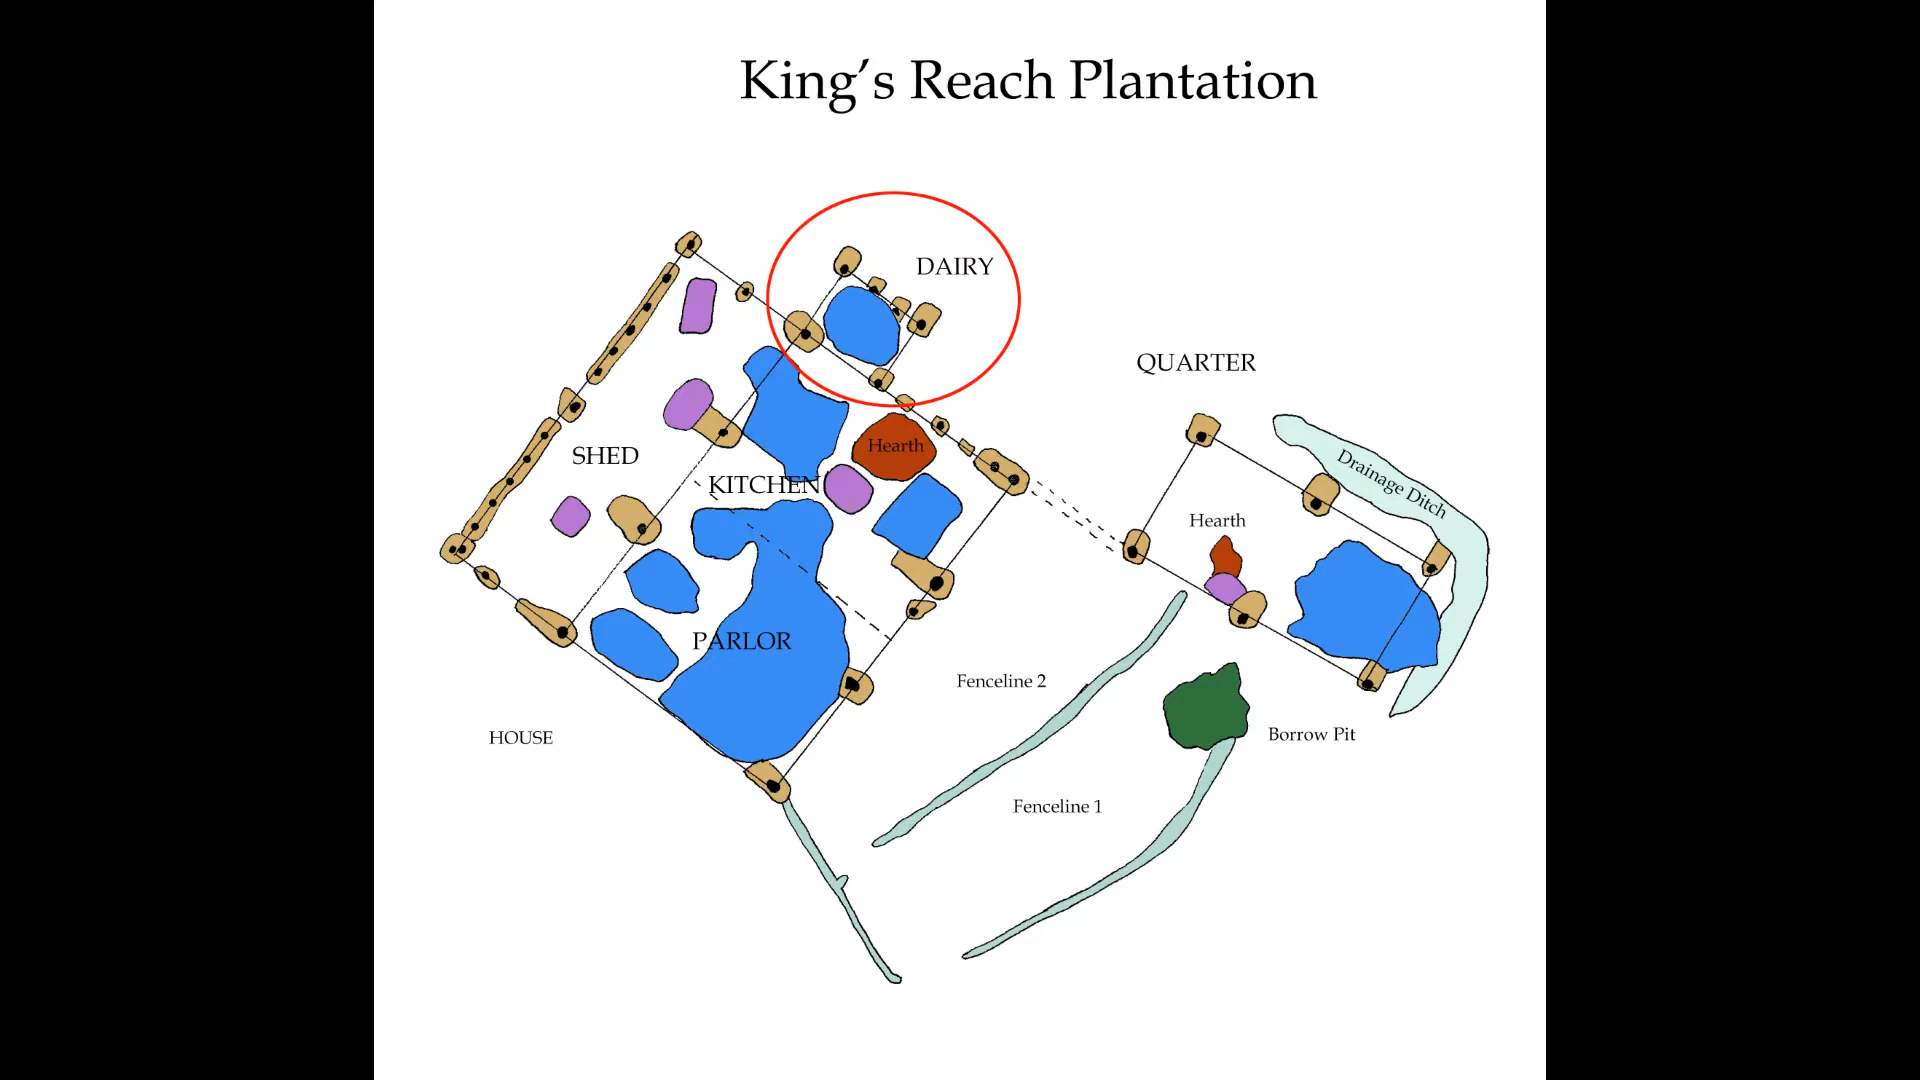 King's Reach Plantation
DAIRY
QUARTER
Drainage Ditch
Hearth
SHED
KITCHEN
Hearth
PARLOR
Fenceline 2
HOUSE
Borrow Pit
Fenceline 1